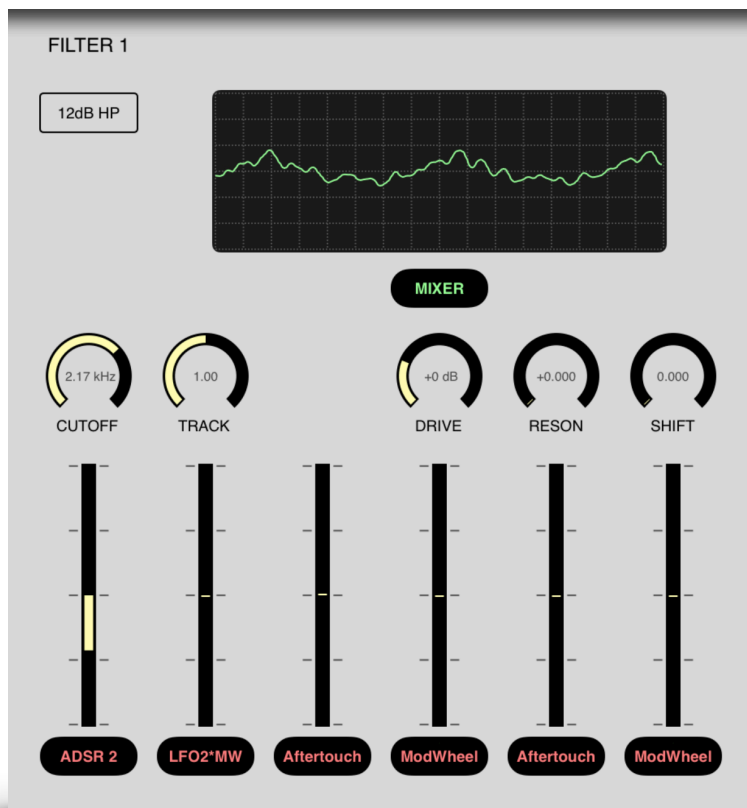 FILTER 1
12dB HP
MIXER
2.17 kHz
1.00
+0 dB
+0.000
0.000
CUTOFF
TRACK
DRIVE
RESON
SHIFT
ADSR 2
LFO2*MW
Aftertouch
ModWheel
Aftertouch
ModWheel